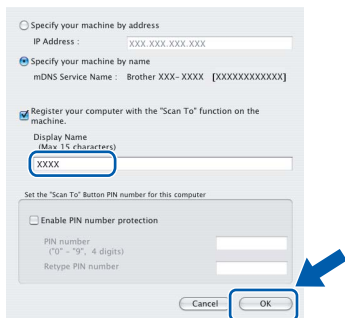 Specify your machine by address
IP Address : XXX.XXX.XXX.XXX
Specify your machine by name
mDNS Service Name : Brother XXX-XXXX [XXXXXXXXXXXX]
Register your computer with the "Scan To" function on the
machine.
Display Name
(Max 15 characters)
XXXX
Set the "Scan To" Button PIN number for this computer
Enable PIN number protection
PIN number
("0" - "9", 4 digits)
Retype PIN number
Cancel OK